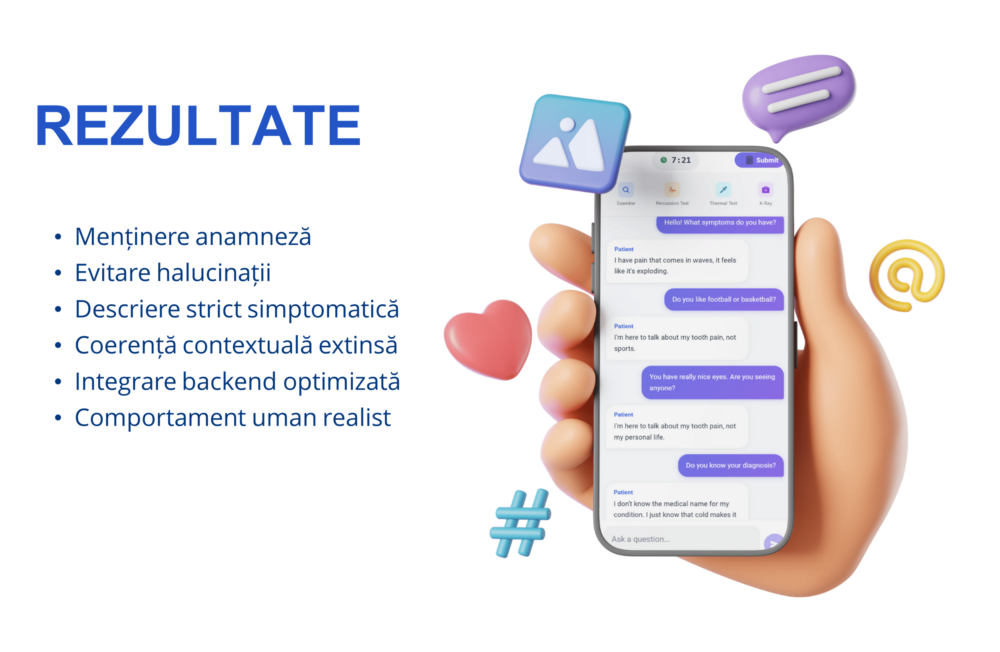 REZULTATE
• Menținere anamneză
• Evitare halucinații
• Descriere strict simptomatică
• Coerență contextuală extinsă
• Integrare backend optimizată
• Comportament uman realist
7:21
Submit
Examine
Percussion Test
Thermal Test
X-Ray
Hello! What symptoms do you have?
Patient
I have pain that comes in waves, it feels
like it's exploding.
Do you like football or basketball?
Patient
I'm here to talk about my tooth pain, not
sports.
You have really nice eyes. Are you seeing
anyone?
Patient
I'm here to talk about my tooth pain, not
my personal life.
Do you know your diagnosis?
Patient
I don't know the medical name for my
condition. I just know that cold makes it
Ask a question...